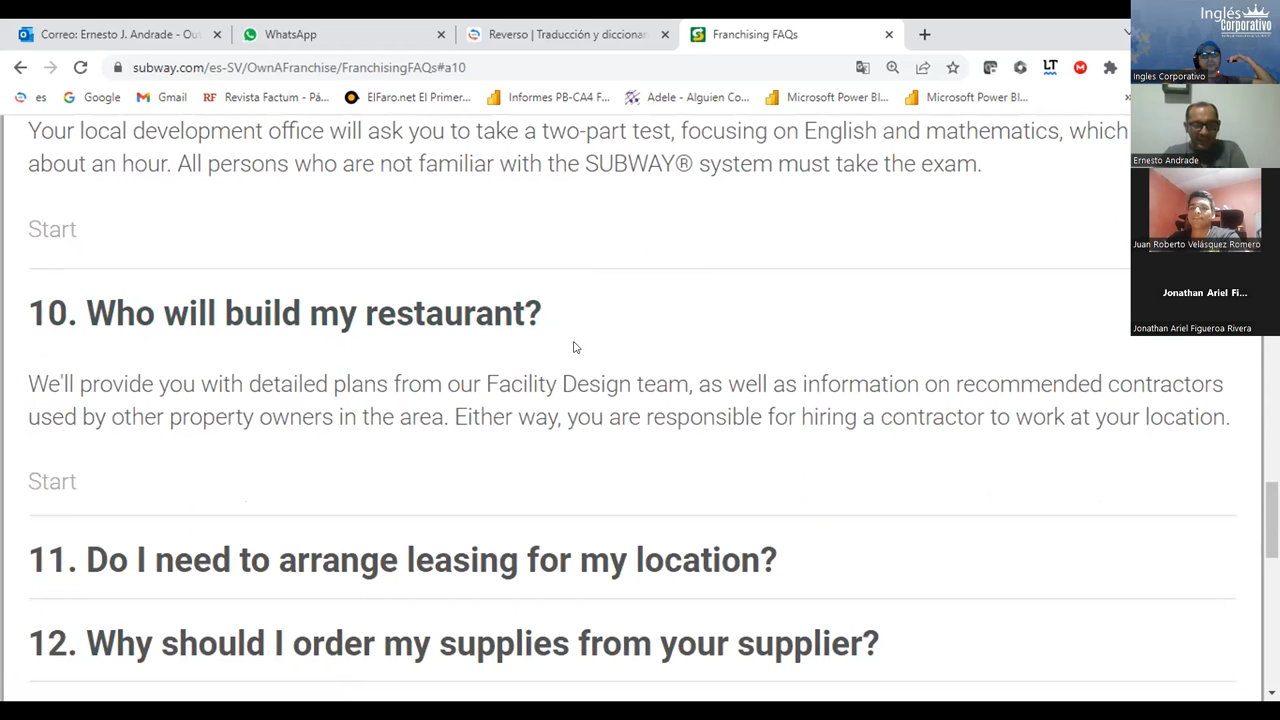 Correo: Ernesto J. Andrade - Ou
WhatsApp
Reverso | Traducción y dicciona
Franchising FAQs
subway.com/es-SV/OwnAFranchise/FranchisingFAQs#a10
LT
es
Google
Gmail
RF Revista Factum - Pá...
ElFaro.net El Primer...
Informes PB-CA4 F...
Adele - Alguien Co...
Microsoft Power BI...
Microsoft Power BI...
Your local development office will ask you to take a two-part test, focusing on English and mathematics, which
about an hour. All persons who are not familiar with the SUBWAY® system must take the exam.
Start
10. Who will build my restaurant?
We'll provide you with detailed plans from our Facility Design team, as well as information on recommended contractors
used by other property owners in the area. Either way, you are responsible for hiring a contractor to work at your location.
Start
11. Do I need to arrange leasing for my location?
12. Why should I order my supplies from your supplier?
Inglés
Corporativo
Ingles Corporativo
Ernesto Andrade
Juan Roberto Velásquez Romero
Jonathan Ariel Fi...
Jonathan Ariel Figueroa Rivera